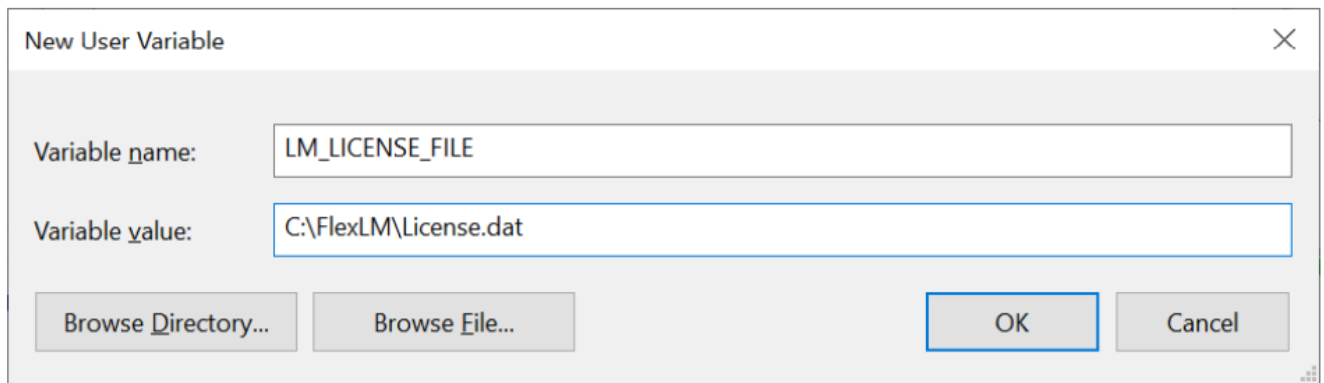 New User Variable
Variable name: LM_LICENSE_FILE
Variable value: C:\FlexLM\License.dat
Browse Directory... Browse File... OK Cancel